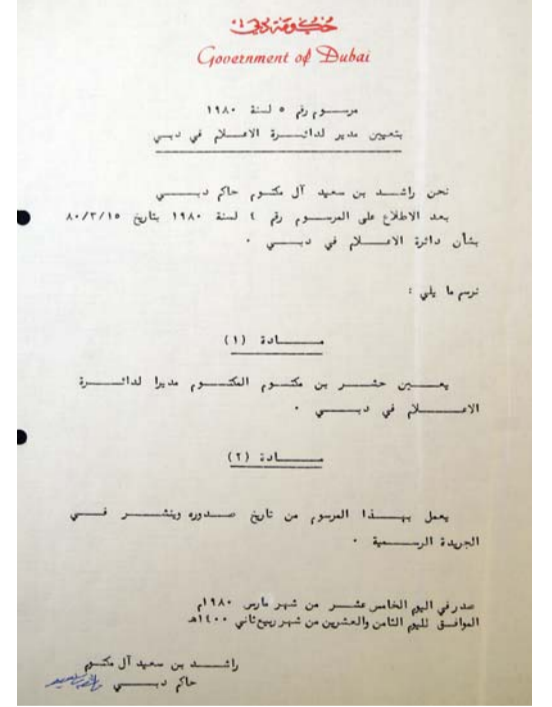 حكومة دبي
Government of Dubai
مرسوم رقم ٥ لسنة ١٩٨٠
بتعيين مدير لدائرة الاعلام في دبي
نحن راشد بن سعيد آل مكتوم حاكم دبي
بعد الاطلاع على المرسوم رقم ٤ لسنة ١٩٨٠ بتاريخ ٨٠/٣/١٥
بشأن دائرة الاعلام في دبي .
نرسم ما يلي :
مادة (١)
يعين حشر بن مكتوم المكتوم مديرا لدائرة
الاعلام في دبي .
مادة (٢)
يعمل بهذا المرسوم من تاريخ صدوره وينشر في
الجريدة الرسمية .
صدر في اليوم الخامس عشر من شهر مارس ١٩٨٠م
الموافق لليوم الثامن والعشرين من شهر ربيع ثاني ١٤٠٠هـ
راشد بن سعيد آل مكتوم
حاكم دبي